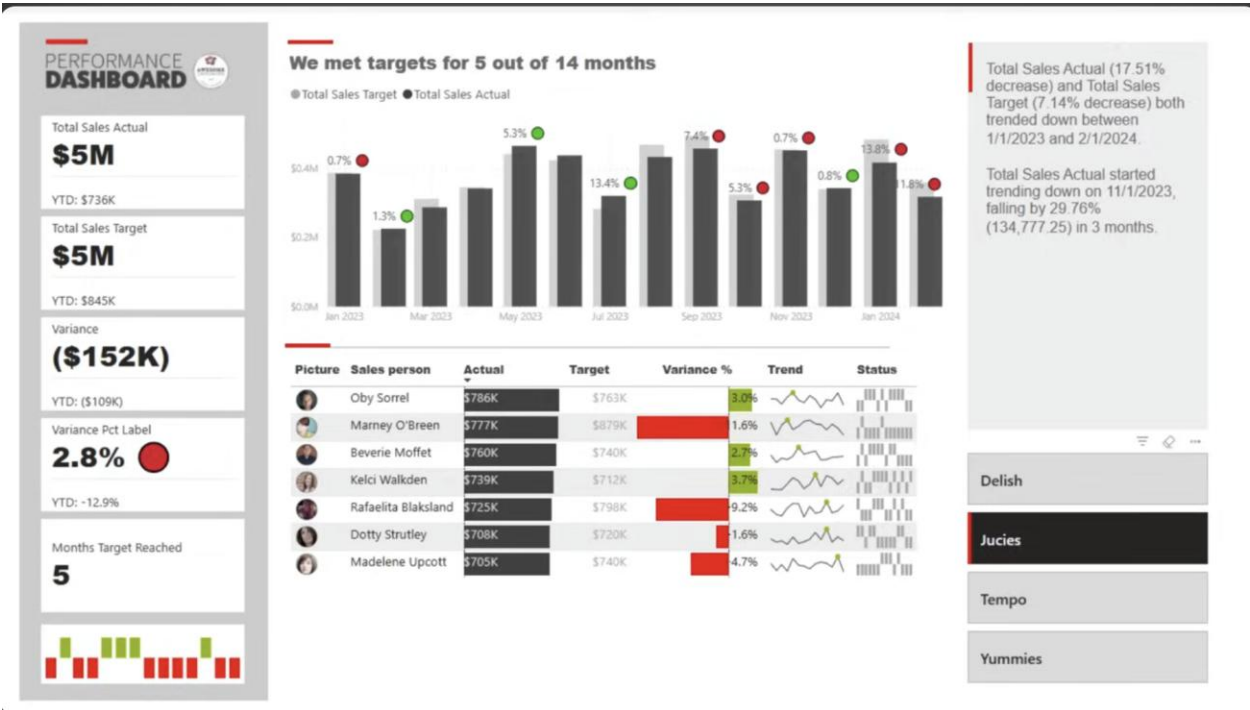 PERFORMANCE
DASHBOARD
Total Sales Actual
$5M
YTD: $736K
Total Sales Target
$5M
YTD: $845K
Variance
($152K)
YTD: ($109K)
Variance Pct Label
2.8%
YTD: -12.9%
Months Target Reached
5
We met targets for 5 out of 14 months
Total Sales Target Total Sales Actual
$0.4M
$0.2M
$0.0M
0.7% 1.3% 5.3% 13.4% 7.4% 5.3% 0.7% 0.8% 13.8% 11.8%
Jan 2023 Mar 2023 May 2023 Jul 2023 Sep 2023 Nov 2023 Jan 2024
Picture Sales person Actual Target Variance % Trend Status
Oby Sorrel $786K $763K 3.0%
Marney O'Breen $777K $879K 1.6%
Beverie Moffet $760K $740K 2.7%
Kelci Walkden $739K $712K 3.7%
Rafaelita Blaksland $725K $798K -9.2%
Dotty Strutley $708K $720K -1.6%
Madelene Upcott $705K $740K -4.7%
Total Sales Actual (17.51%
decrease) and Total Sales
Target (7.14% decrease) both
trended down between
1/1/2023 and 2/1/2024.
Total Sales Actual started
trending down on 11/1/2023,
falling by 29.76%
(134,777.25) in 3 months.
Delish
Jucies
Tempo
Yummies